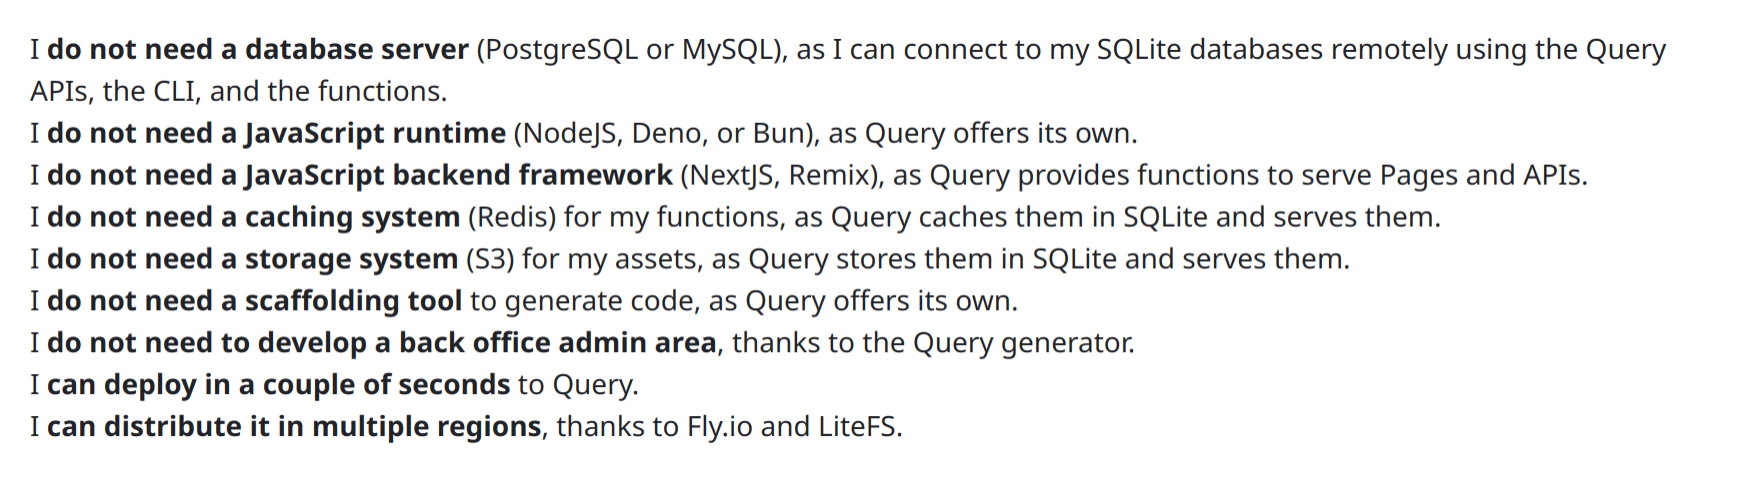 I do not need a database server (PostgreSQL or MySQL), as I can connect to my SQLite databases remotely using the Query
APIs, the CLI, and the functions.
I do not need a JavaScript runtime (NodeJS, Deno, or Bun), as Query offers its own.
I do not need a JavaScript backend framework (NextJS, Remix), as Query provides functions to serve Pages and APIs.
I do not need a caching system (Redis) for my functions, as Query caches them in SQLite and serves them.
I do not need a storage system (S3) for my assets, as Query stores them in SQLite and serves them.
I do not need a scaffolding tool to generate code, as Query offers its own.
I do not need to develop a back office admin area, thanks to the Query generator.
I can deploy in a couple of seconds to Query.
I can distribute it in multiple regions, thanks to Fly.io and LiteFS.